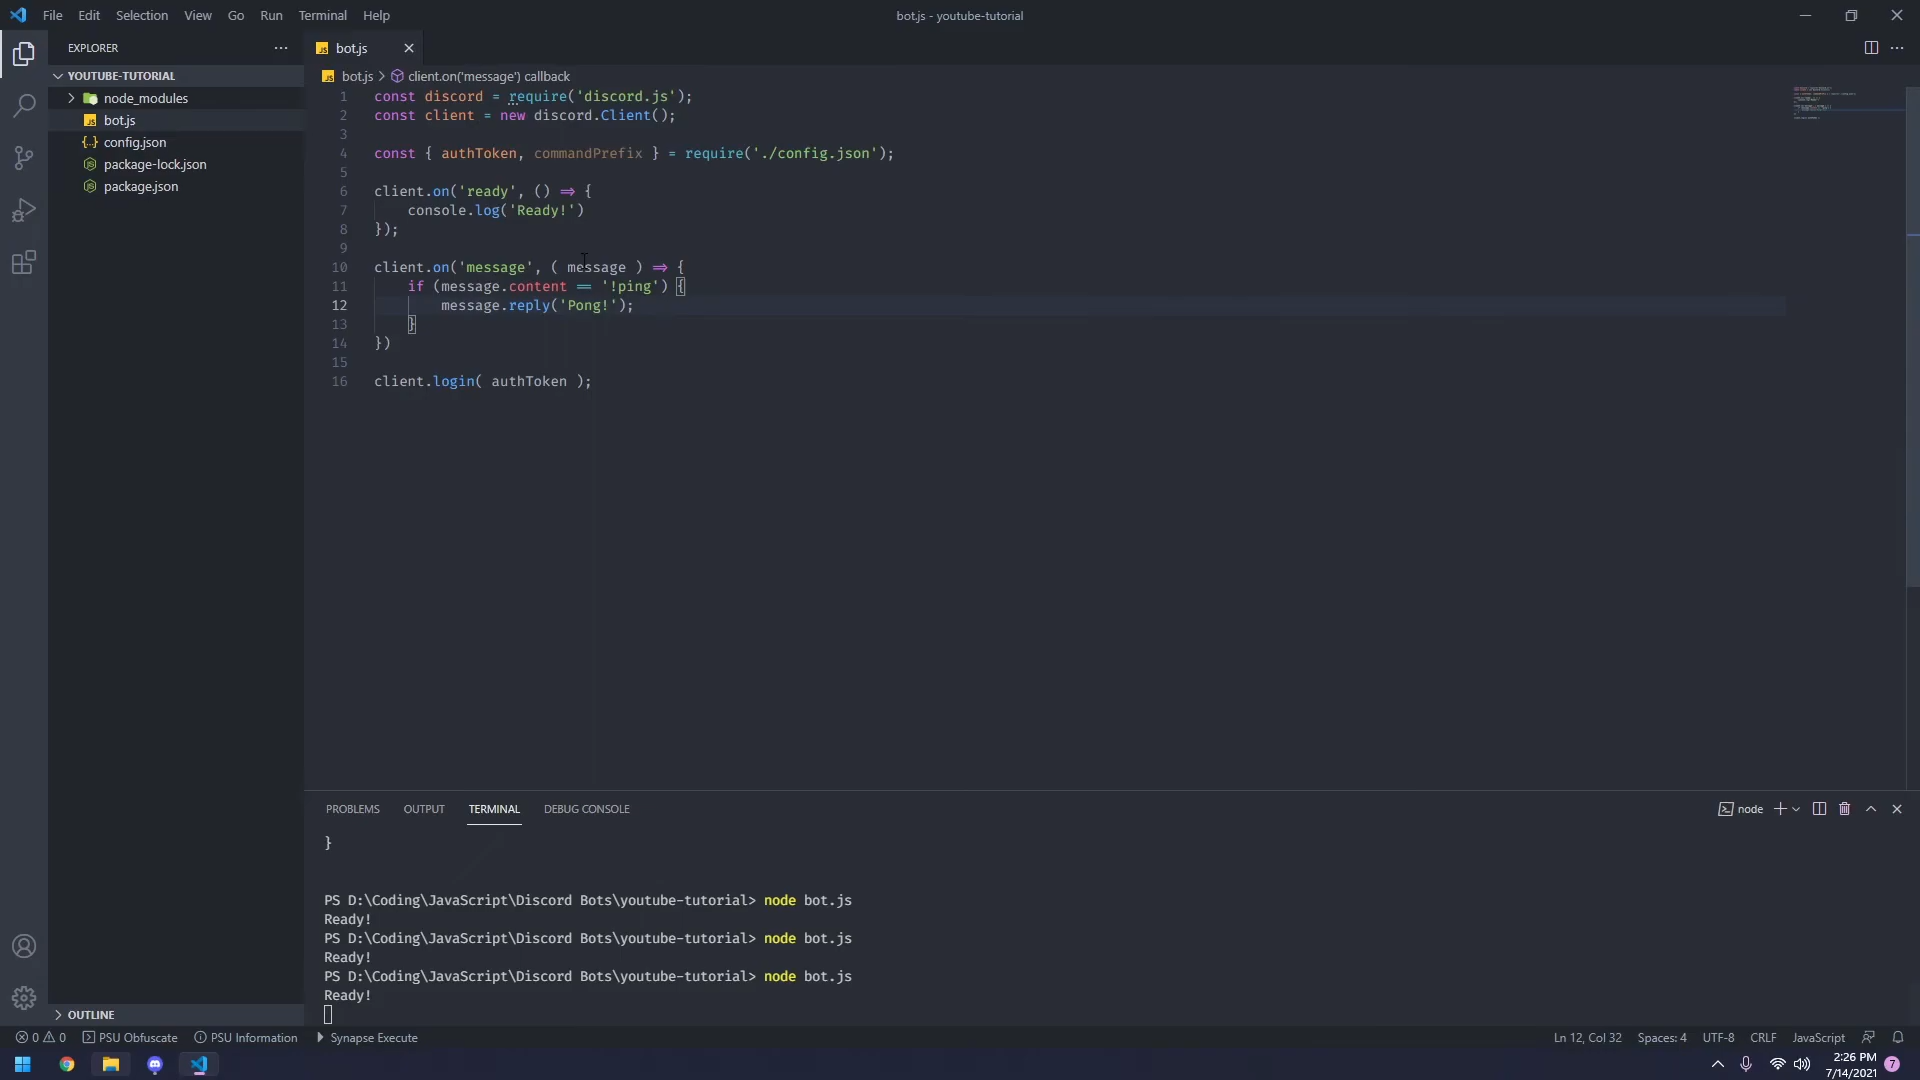 File Edit Selection View Go Run Terminal Help
bot.js - youtube-tutorial
EXPLORER
YOUTUBE-TUTORIAL
node_modules
bot.js
config.json
package-lock.json
package.json
OUTLINE
bot.js
bot.js > client.on('message') callback
1 const discord = require('discord.js');
2 const client = new discord.Client();
3
4 const { authToken, commandPrefix } = require('./config.json');
5
6 client.on('ready', () => {
7 console.log('Ready!')
8 });
9
10 client.on('message', ( message ) => {
11 if (message.content == '!ping') {
12 message.reply('Pong!');
13 }
14 })
15
16 client.login( authToken );
PROBLEMS OUTPUT TERMINAL DEBUG CONSOLE
node
}
PS D:\Coding\JavaScript\Discord Bots\youtube-tutorial> node bot.js
Ready!
PS D:\Coding\JavaScript\Discord Bots\youtube-tutorial> node bot.js
Ready!
PS D:\Coding\JavaScript\Discord Bots\youtube-tutorial> node bot.js
Ready!
0 0 PSU Obfuscate PSU Information Synapse Execute
Ln 12, Col 32 Spaces: 4 UTF-8 CRLF JavaScript
2:26 PM
7/14/2021 7